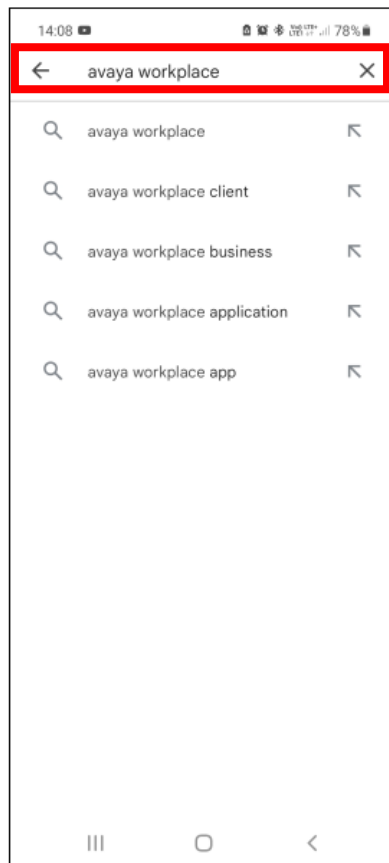 14:08 78%
avaya workplace
avaya workplace
avaya workplace client
avaya workplace business
avaya workplace application
avaya workplace app